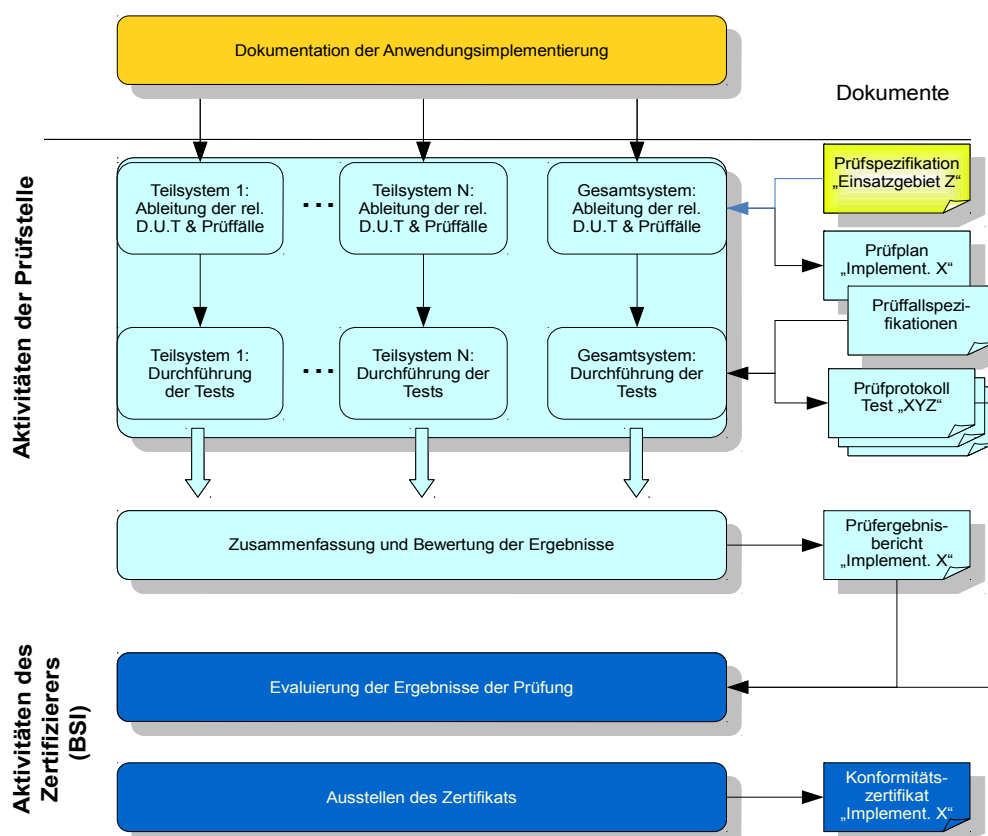 Dokumentation der Anwendungsimplementierung
Dokumente
Aktivitäten der Prüfstelle
Teilsystem 1:
Ableitung der rel.
D.U.T & Prüffälle
...
Teilsystem N:
Ableitung der rel.
D.U.T & Prüffälle
Gesamtsystem:
Ableitung der rel.
D.U.T & Prüffälle
Prüfspezifikation
„Einsatzgebiet Z“
Prüfplan
„Implement. X“
Prüffallspezi-
fikationen
Teilsystem 1:
Durchführung
der Tests
...
Teilsystem N:
Durchführung der
Tests
Gesamtsystem:
Durchführung der
Tests
Prüfprotokoll
Test „XYZ“
Zusammenfassung und Bewertung der Ergebnisse
Prüfergebnis-
bericht
„Implement. X“
Aktivitäten des
Zertifizierers
(BSI)
Evaluierung der Ergebnisse der Prüfung
Ausstellen des Zertifikats
Konformitäts-
zertifikat
„Implement. X“